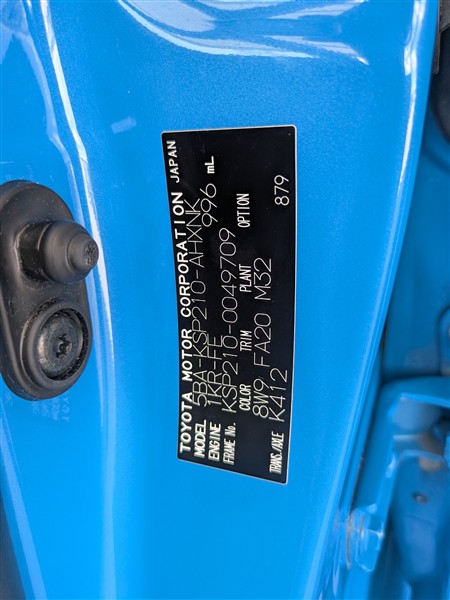 TOYOTA MOTOR CORPORATION JAPAN
MODEL 5BA-KSP210-AHXNK
ENGINE 1KR-FE 996 mL
FRAME No. KSP210-0049709
COLOR TRIM PLANT OPTION
8W9 FA20 M32
TRANS./AXLE K412 879